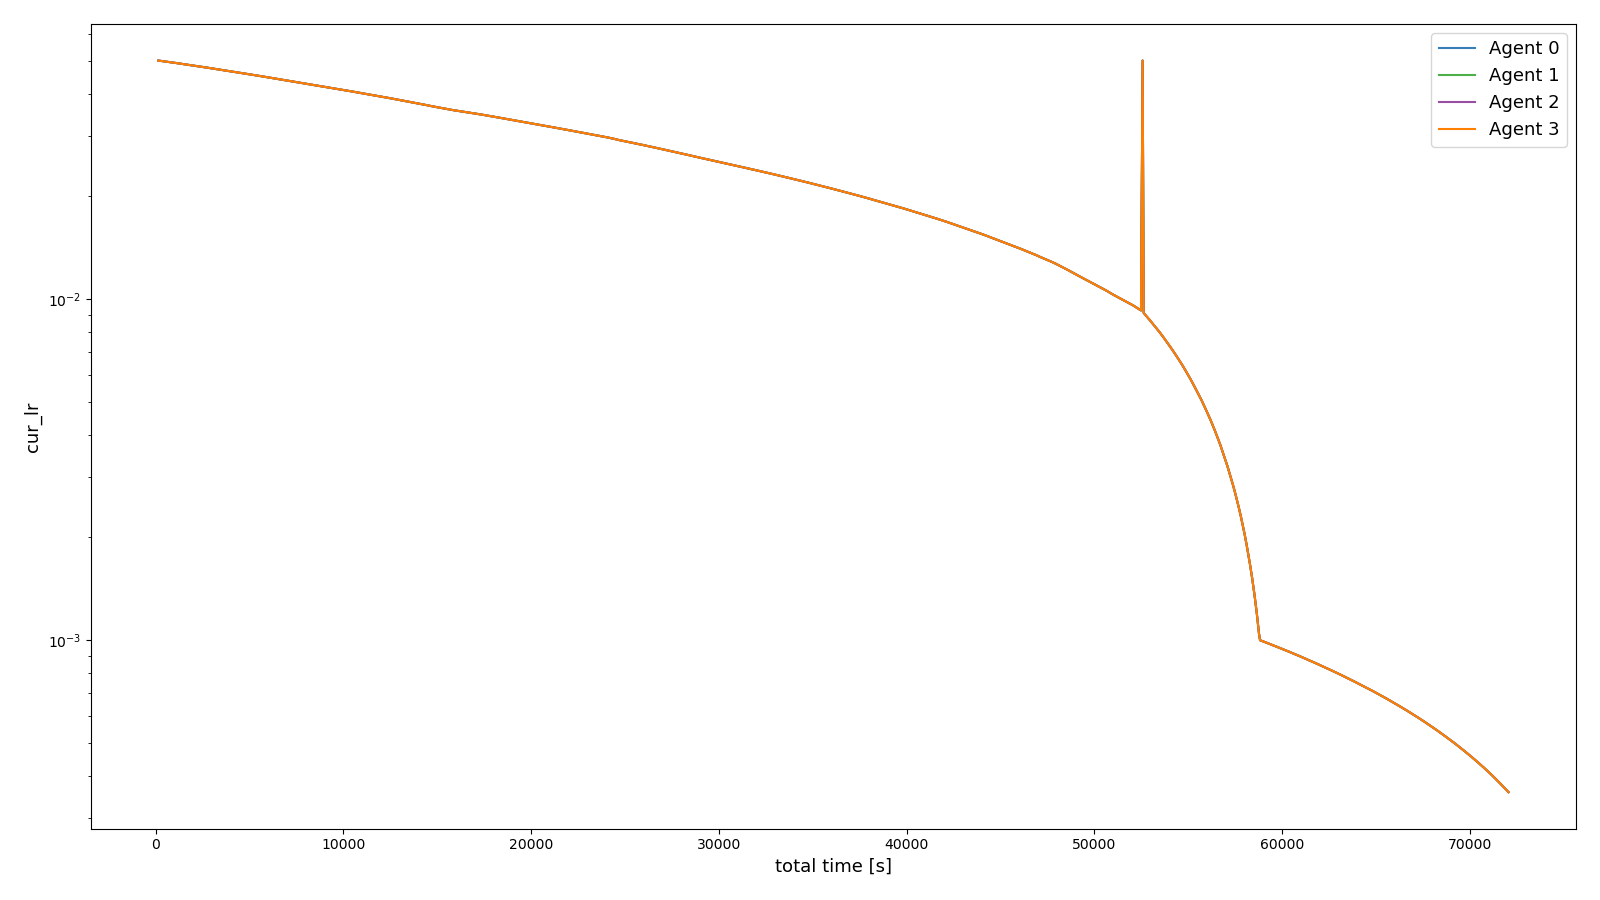 Agent 0
Agent 1
Agent 2
Agent 3
10⁻²
10⁻³
cur_lr
0 10000 20000 30000 40000 50000 60000 70000
total time [s]